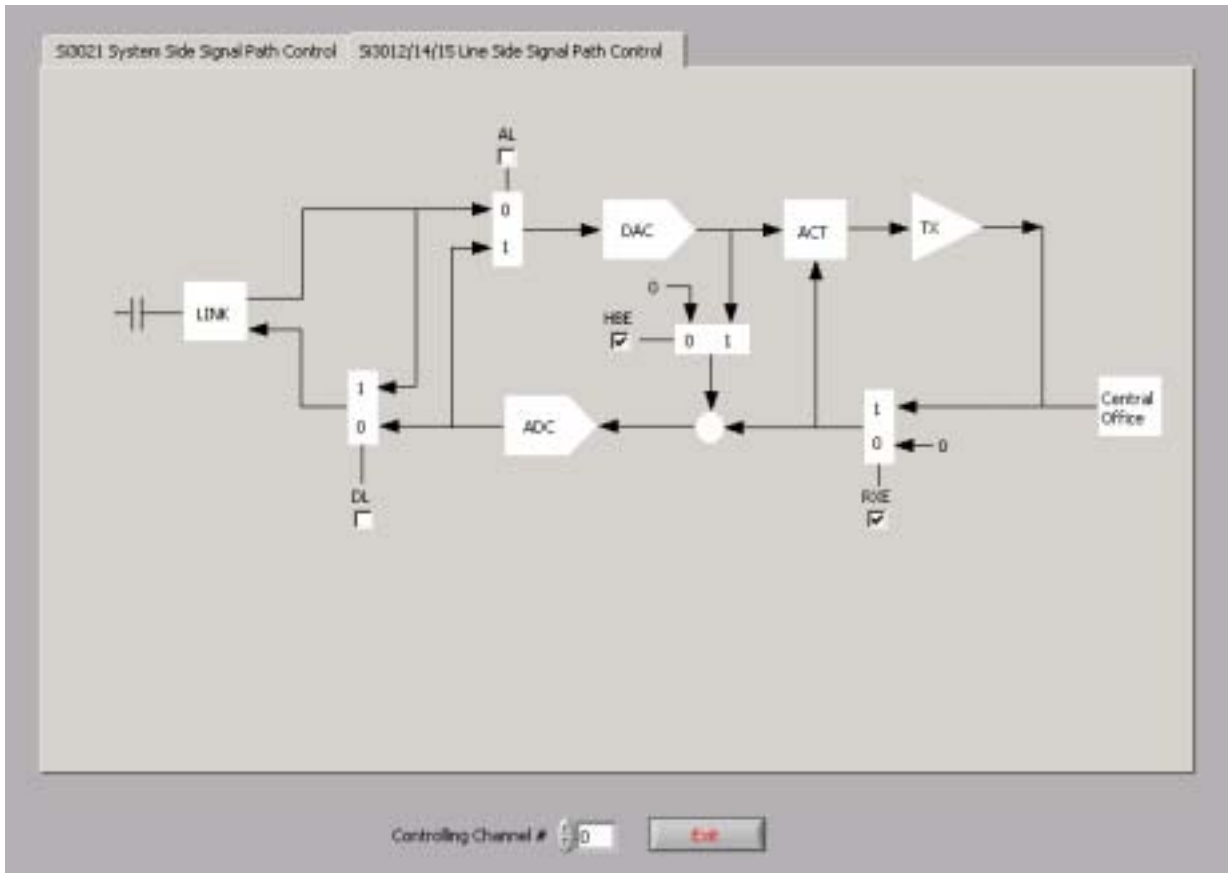 Si3021 System Side Signal Path Control
Si3012/14/15 Line Side Signal Path Control
AL
0
1
DAC
ACT
TX
LINK
0
HBE
0 1
1
0
ADC
1
0
0
Central
Office
DL
RXE
Controlling Channel # 0
Exit